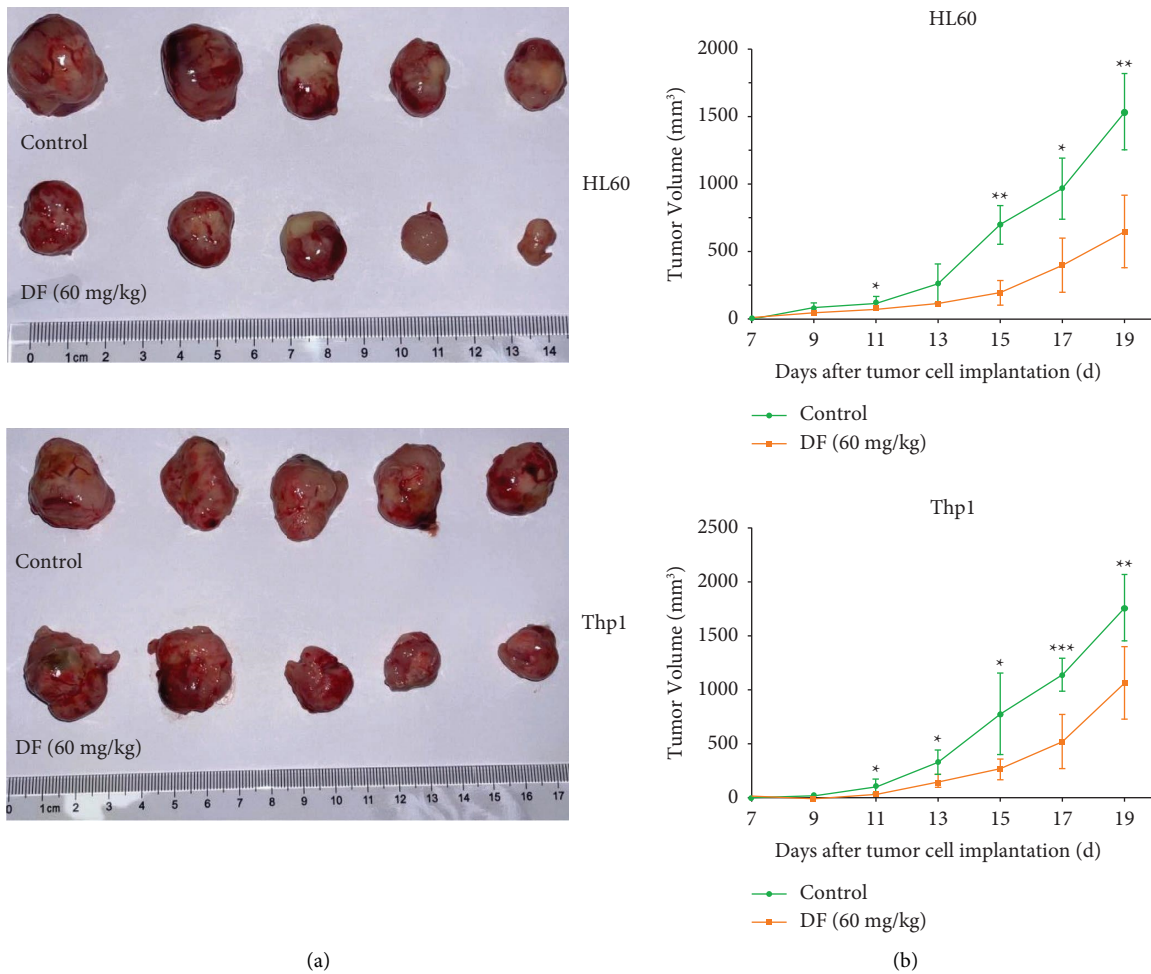 Control
DF (60 mg/kg)
0 1cm 2 3 4 5 6 7 8 9 10 11 12 13 14
HL60
HL60
2000
1500
1000
500
0
Tumor Volume (mm³)
** 
*
**
*
7 9 11 13 15 17 19
Days after tumor cell implantation (d)
Control
DF (60 mg/kg)
Control
DF (60 mg/kg)
0 1cm 2 3 4 5 6 7 8 9 10 11 12 13 14 15 16 17
Thp1
Thp1
2500
2000
1500
1000
500
0
Tumor Volume (mm³)
**
***
*
*
*
7 9 11 13 15 17 19
Days after tumor cell implantation (d)
Control
DF (60 mg/kg)
(a)
(b)